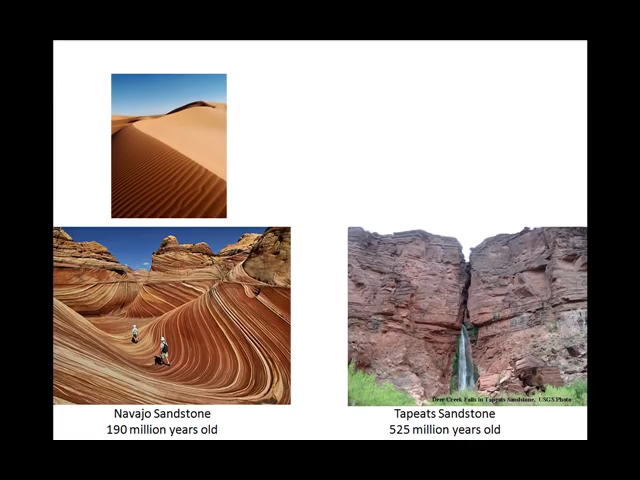 Deer Creek Falls in Tapeats Sandstone, USGS Photo
Navajo Sandstone
190 million years old
Tapeats Sandstone
525 million years old